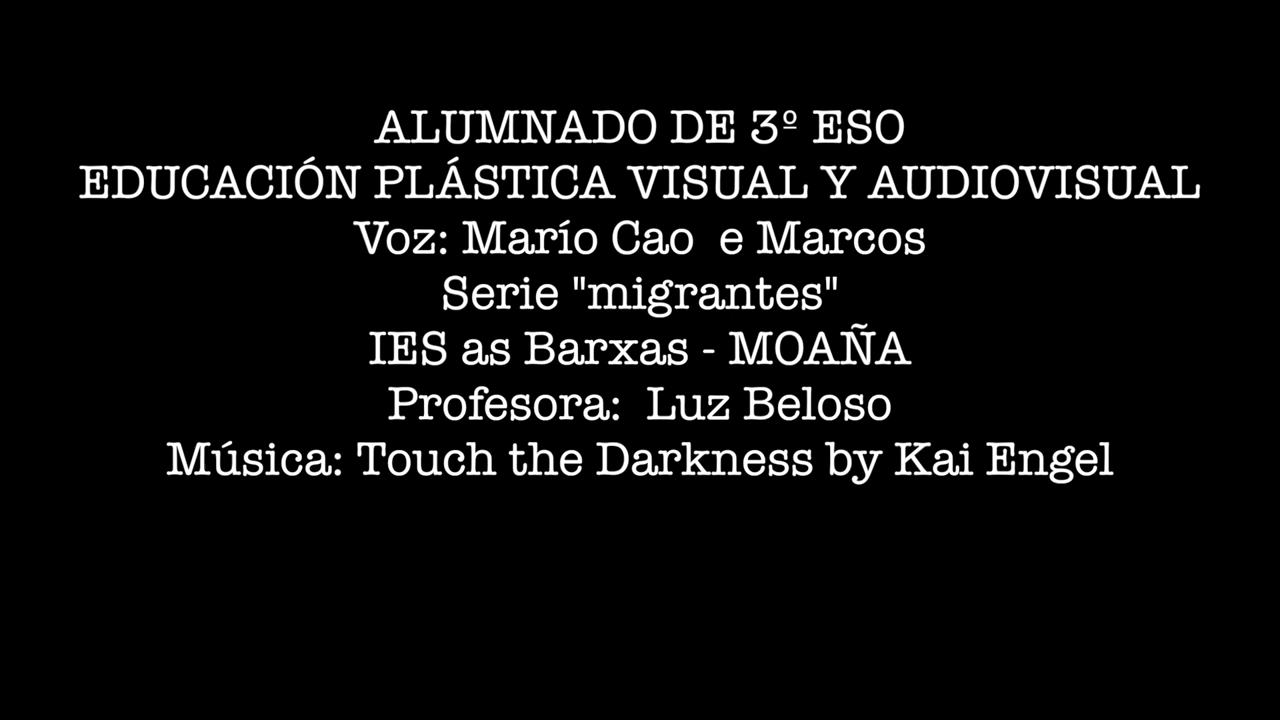 ALUMNADO DE 3º ESO
EDUCACIÓN PLÁSTICA VISUAL Y AUDIOVISUAL
Voz: Marío Cao  e Marcos
Serie "migrantes"
IES as Barxas - MOAÑA
Profesora:  Luz Beloso
Música: Touch the Darkness by Kai Engel